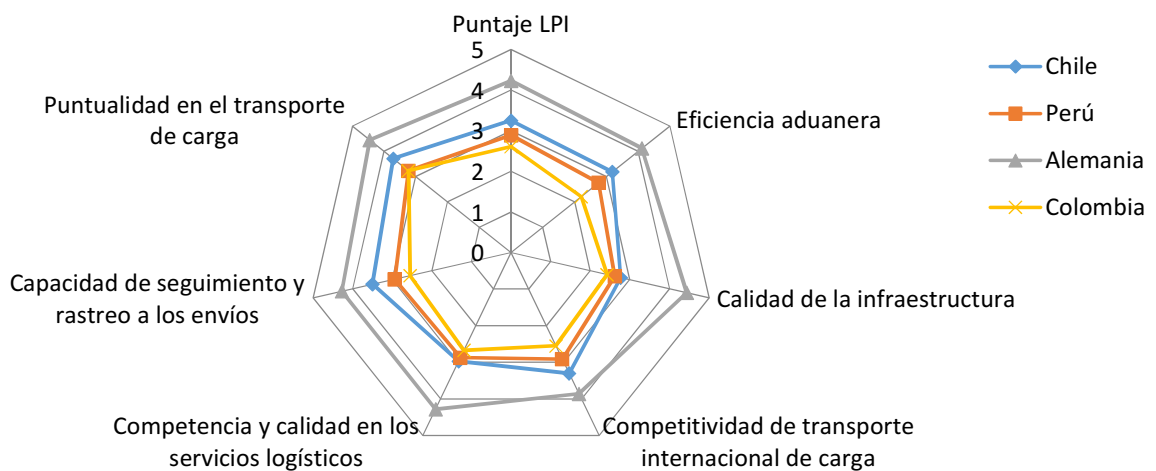 Puntaje LPI
5
4
3
2
1
0
Eficiencia aduanera
Calidad de la infraestructura
Competitividad de transporte
internacional de carga
Competencia y calidad en los
servicios logísticos
Capacidad de seguimiento y
rastreo a los envíos
Puntualidad en el transporte
de carga
Chile
Perú
Alemania
Colombia